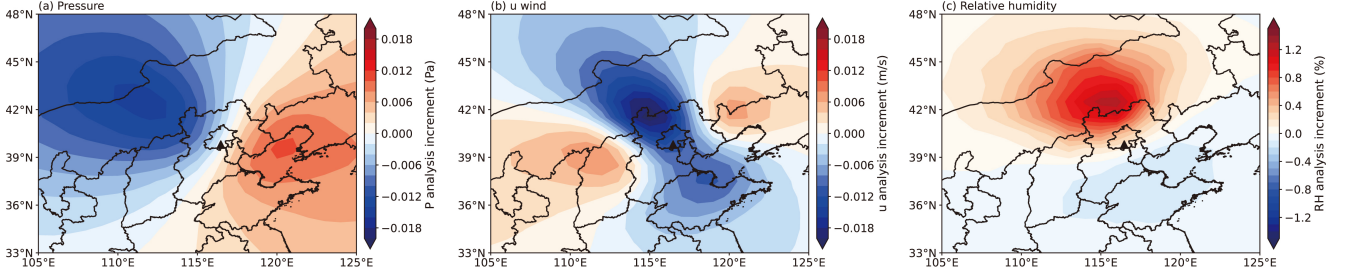 (a) Pressure
48°N
45°N
42°N
39°N
36°N
33°N
105°E
110°E
115°E
120°E
125°E
0.018
0.012
0.006
0.000
−0.006
−0.012
−0.018
P analysis increment (Pa)
(b) u wind
48°N
45°N
42°N
39°N
36°N
33°N
105°E
110°E
115°E
120°E
125°E
0.018
0.012
0.006
0.000
−0.006
−0.012
−0.018
u analysis increment (m/s)
(c) Relative humidity
48°N
45°N
42°N
39°N
36°N
33°N
105°E
110°E
115°E
120°E
125°E
1.2
0.8
0.4
0.0
−0.4
−0.8
−1.2
RH analysis increment (%)